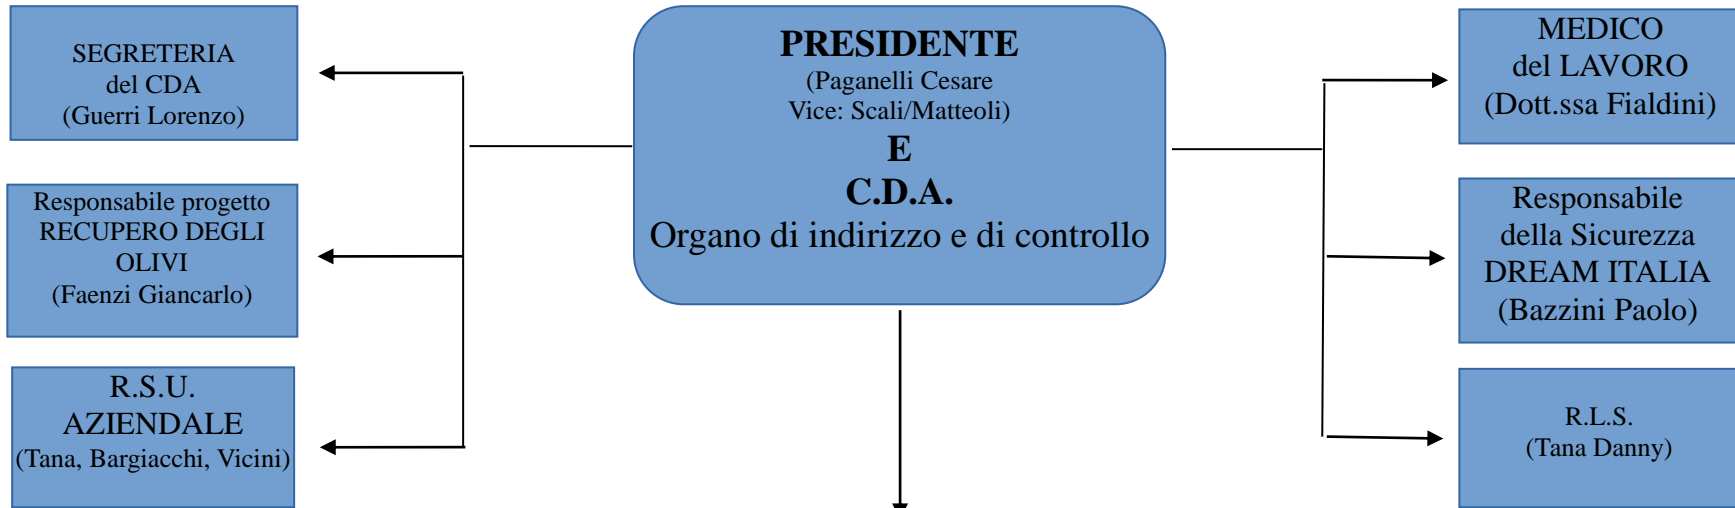 SEGRETERIA
del CDA
(Guerri Lorenzo)
Responsabile progetto
RECUPERO DEGLI
OLIVI
(Faenzi Giancarlo)
R.S.U.
AZIENDALE
(Tana, Bargiacchi, Vicini)
PRESIDENTE
(Paganelli Cesare
Vice: Scali/Matteoli)
E
C.D.A.
Organo di indirizzo e di controllo
MEDICO
del LAVORO
(Dott.ssa Fialdini)
Responsabile
della Sicurezza
DREAM ITALIA
(Bazzini Paolo)
R.L.S.
(Tana Danny)